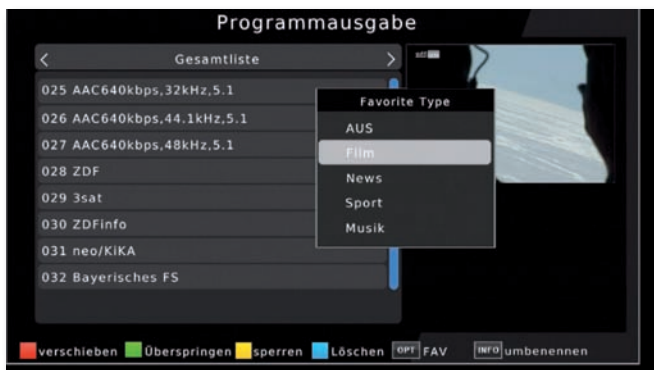 Programmausgabe
< Gesamtliste >
025 AAC640kbps,32kHz,5.1
026 AAC640kbps,44.1kHz,5.1
027 AAC640kbps,48kHz,5.1
028 ZDF
029 3sat
030 ZDFinfo
031 neo/KiKA
032 Bayerisches FS
Favorite Type
AUS
Film
News
Sport
Musik
verschieben Überspringen sperren Löschen OPT FAV INFO umbenennen